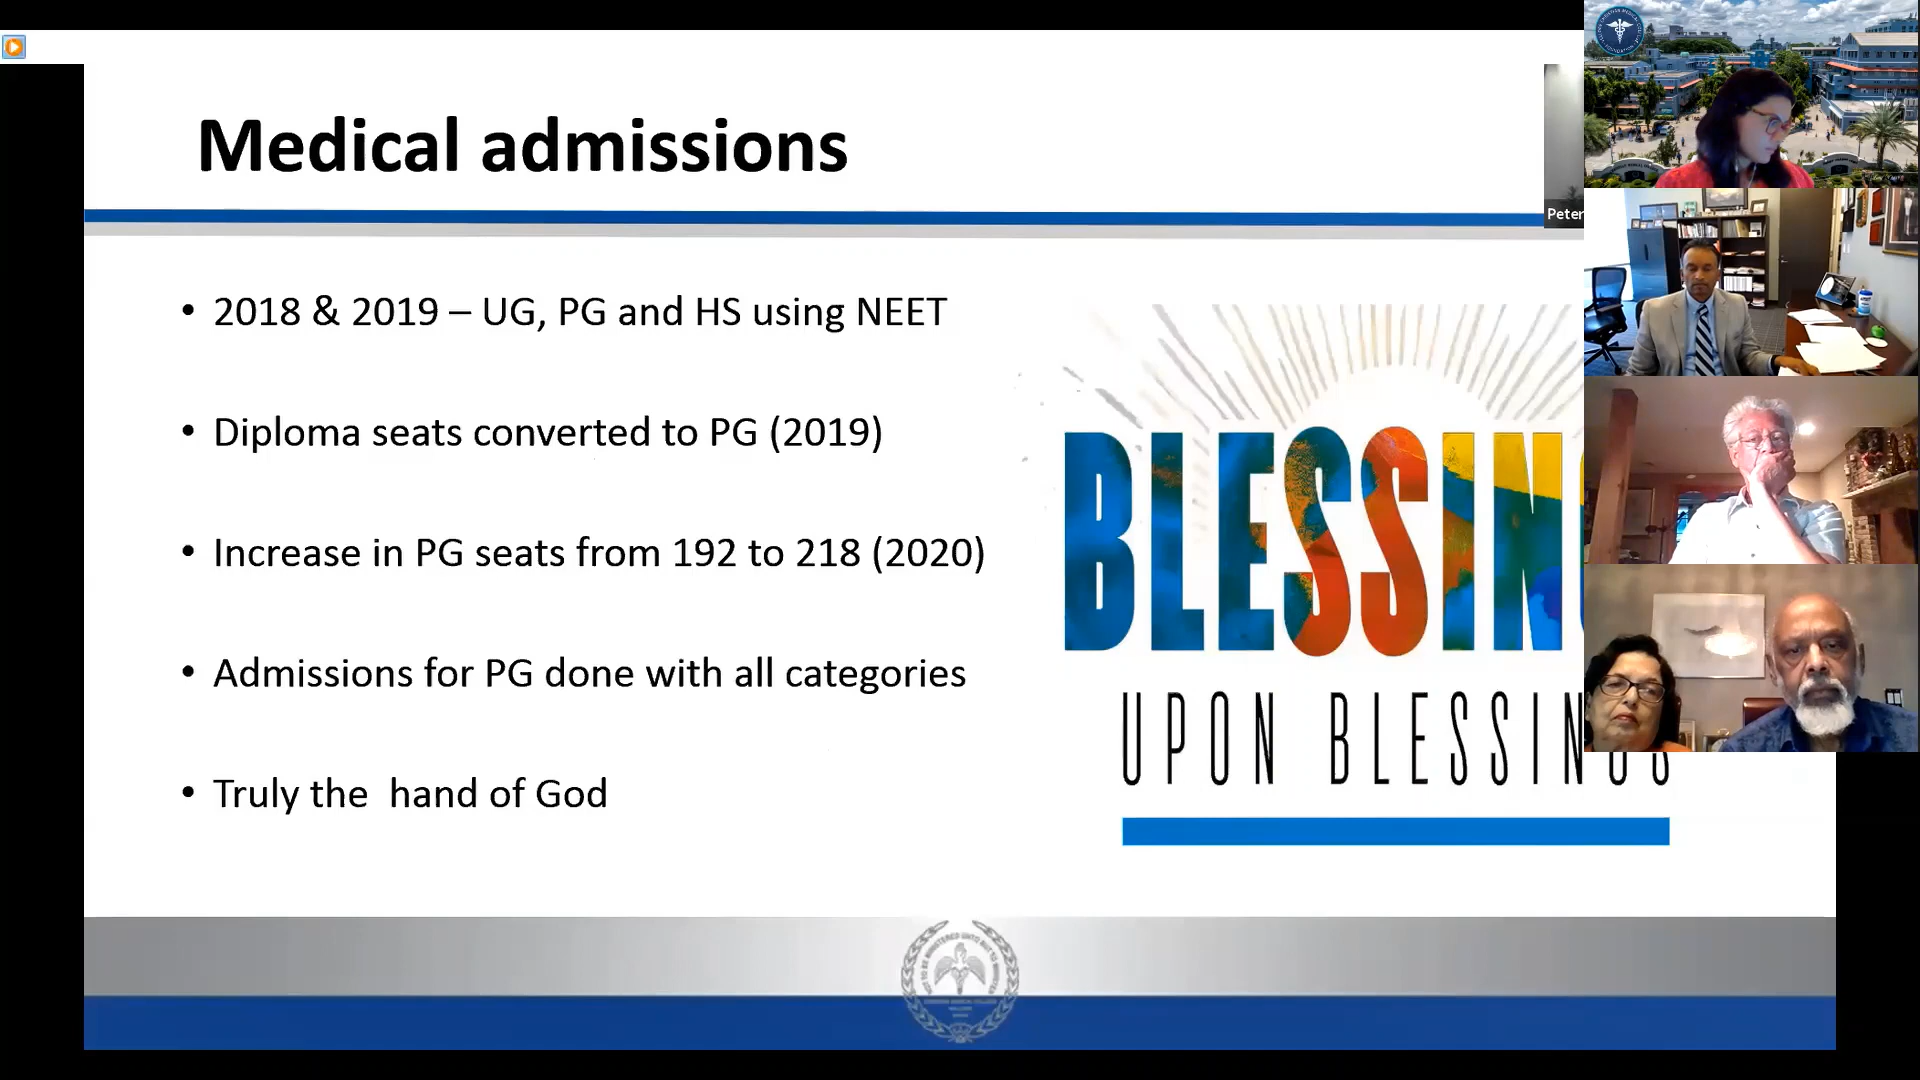 Medical admissions
Peter
• 2018 & 2019 – UG, PG and HS using NEET
• Diploma seats converted to PG (2019)
• Increase in PG seats from 192 to 218 (2020)
• Admissions for PG done with all categories
• Truly the hand of God
BLESSIN
UPON BLESSINGS